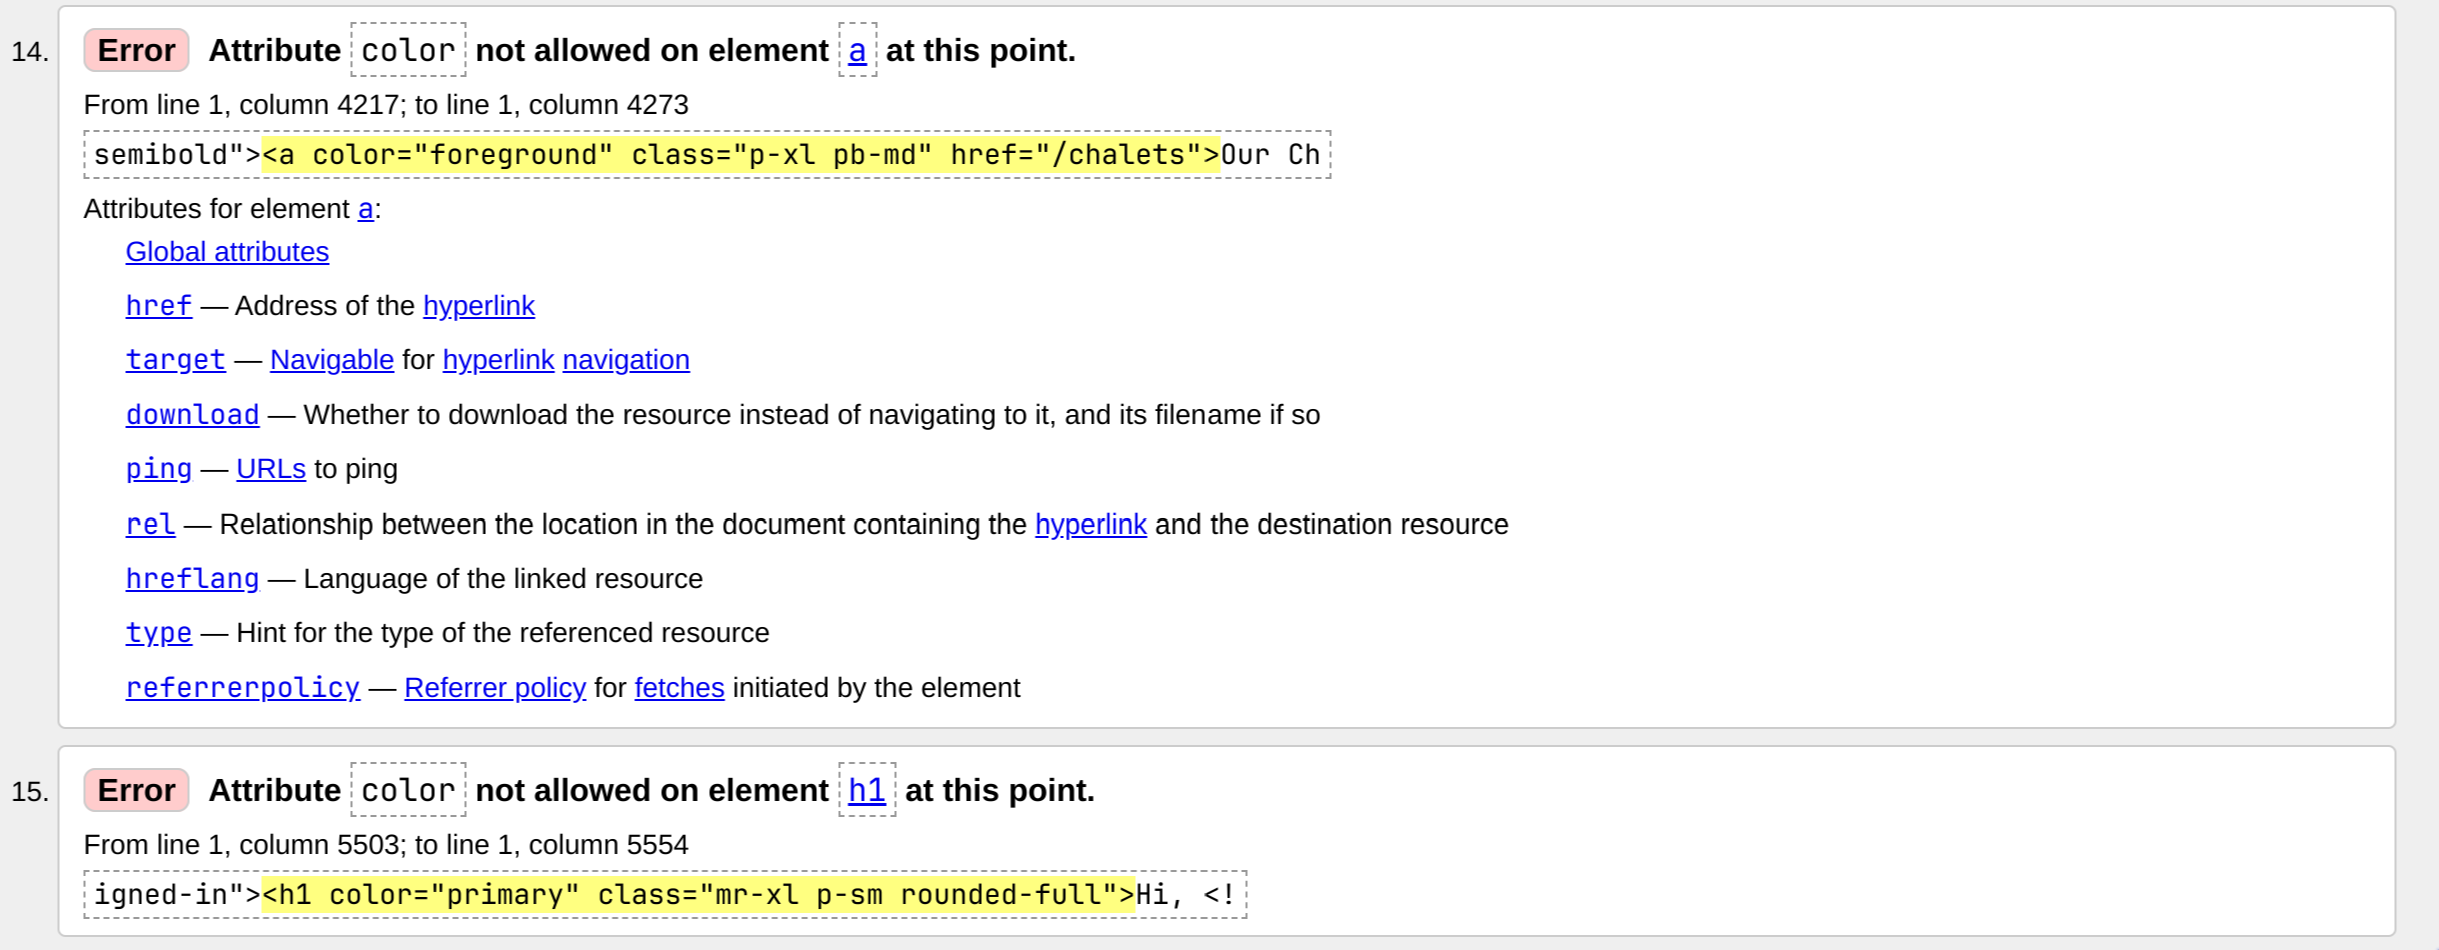 14. Error Attribute color not allowed on element a at this point.
From line 1, column 4217; to line 1, column 4273
semibold"><a color="foreground" class="p-xl pb-md" href="/chalets">Our Ch
Attributes for element a:
Global attributes
href — Address of the hyperlink
target — Navigable for hyperlink navigation
download — Whether to download the resource instead of navigating to it, and its filename if so
ping — URLs to ping
rel — Relationship between the location in the document containing the hyperlink and the destination resource
hreflang — Language of the linked resource
type — Hint for the type of the referenced resource
referrerpolicy — Referrer policy for fetches initiated by the element
15. Error Attribute color not allowed on element h1 at this point.
From line 1, column 5503; to line 1, column 5554
igned-in"><h1 color="primary" class="mr-xl p-sm rounded-full">Hi, <!